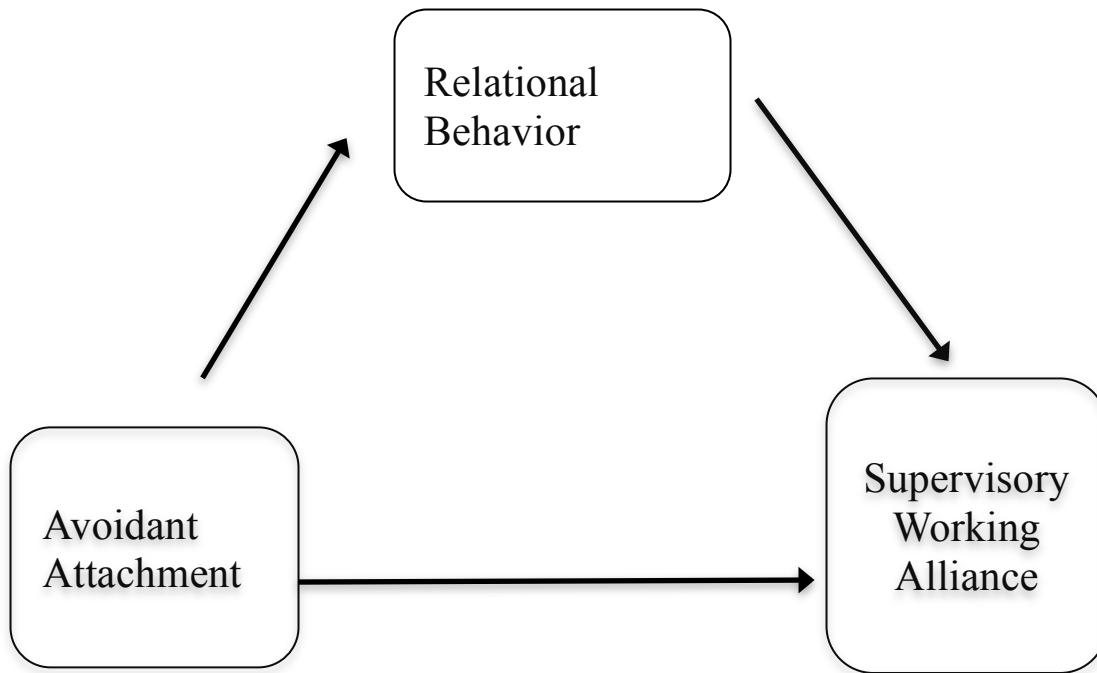 Relational
Behavior
Avoidant
Attachment
Supervisory
Working
Alliance